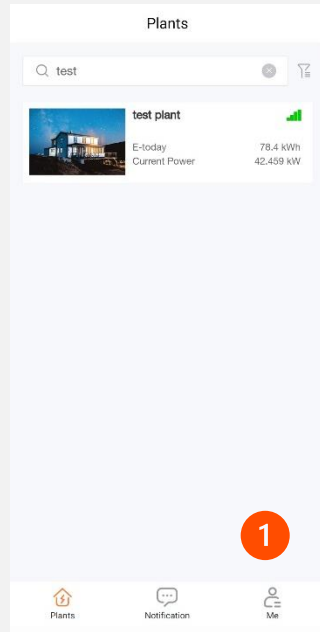 Plants
test
test plant
E-today 78.4 kWh
Current Power 42.459 kW
1
Plants Notification Me